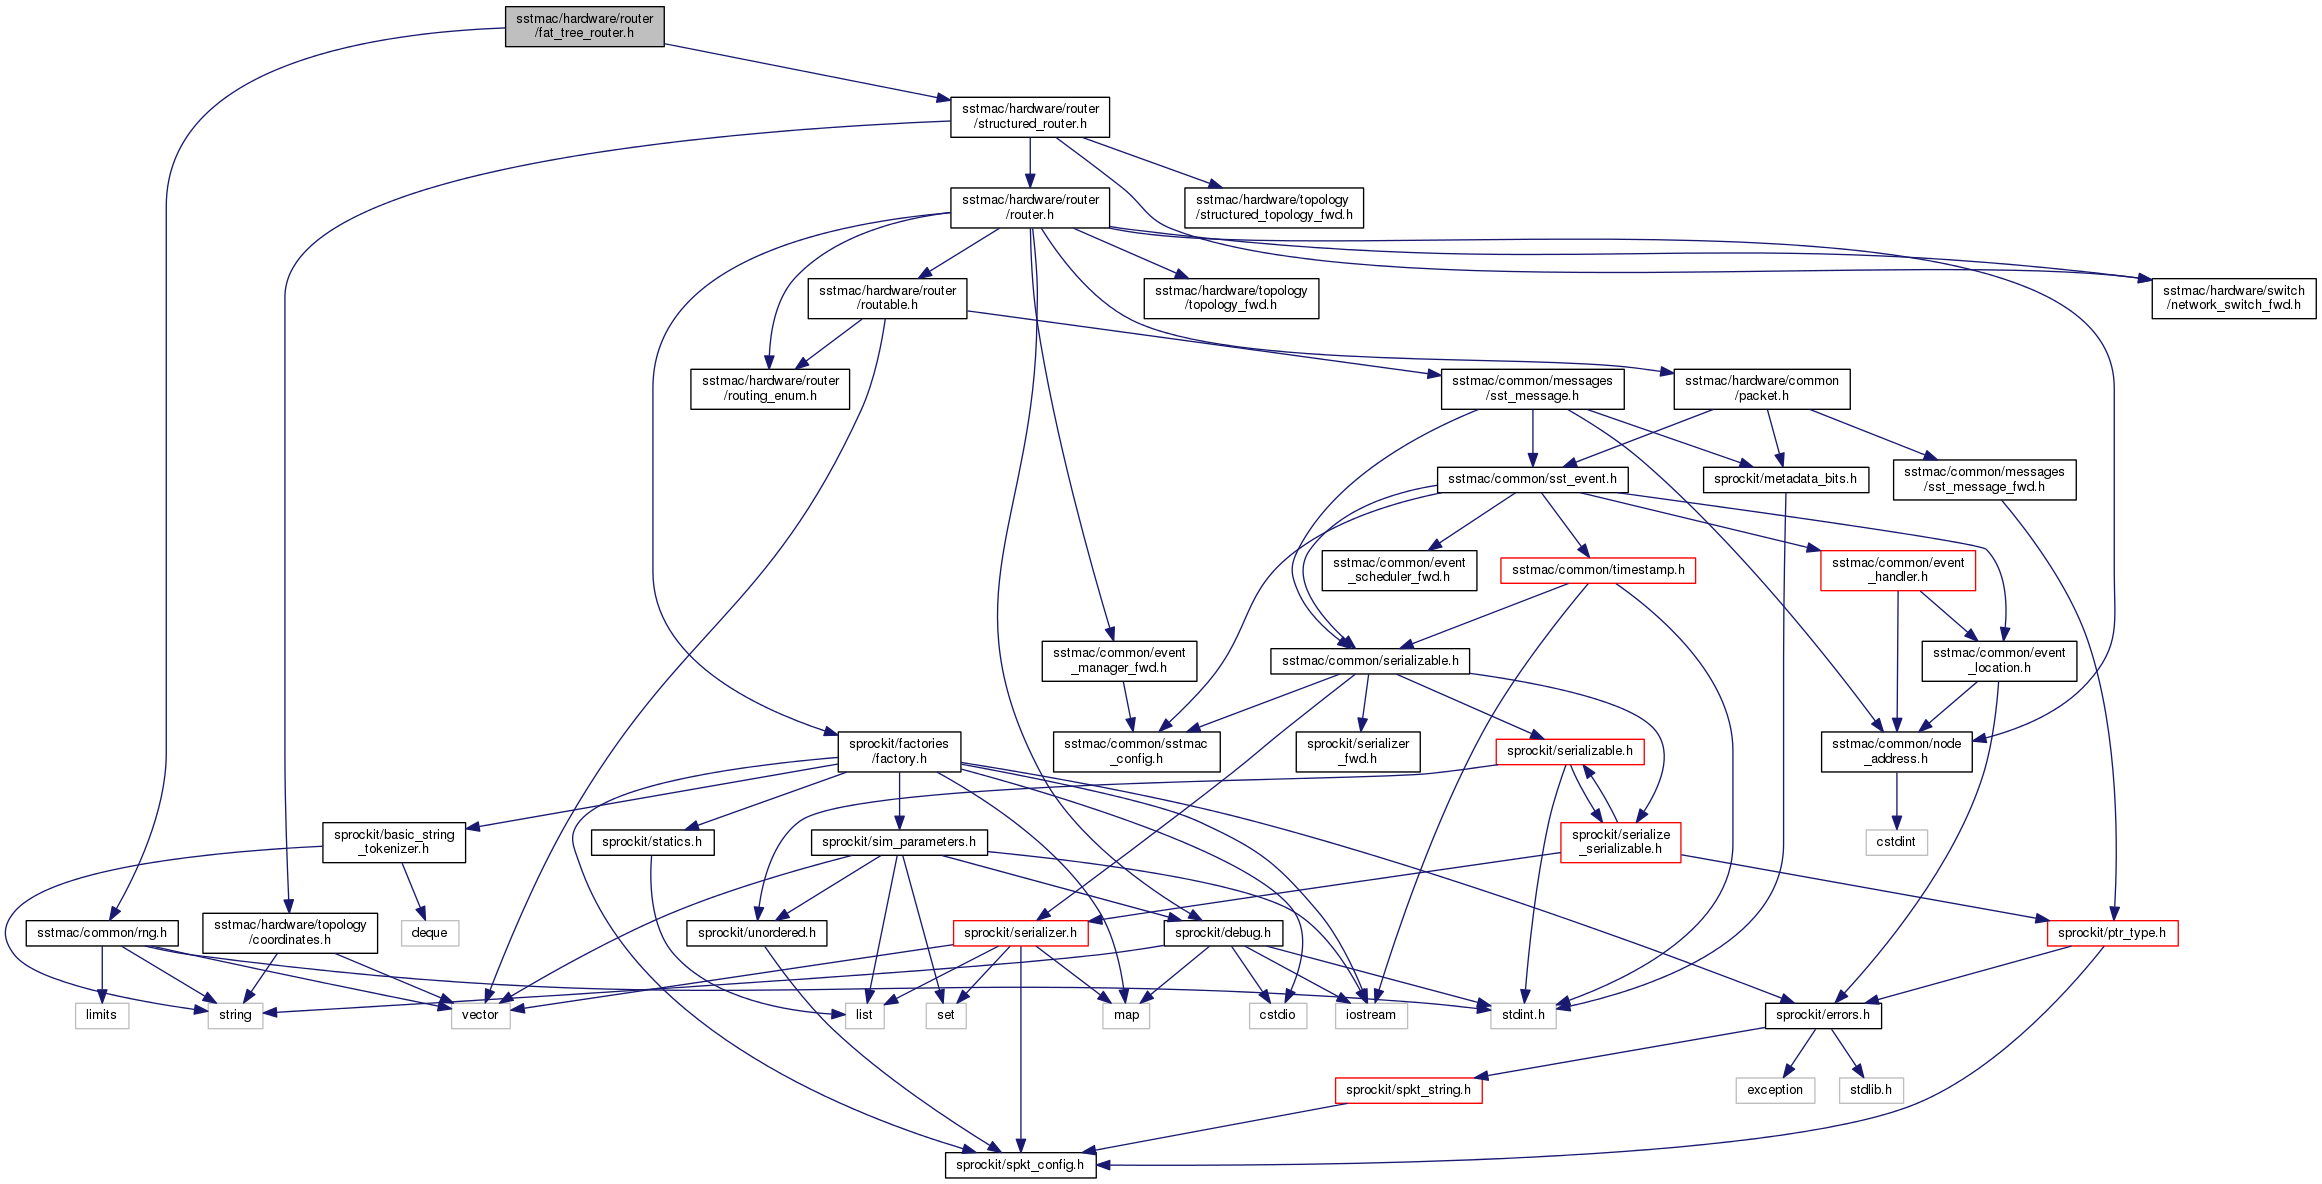 sstmac/hardware/router
/fat_tree_router.h
sstmac/hardware/router
/structured_router.h
sstmac/hardware/router
/router.h
sstmac/hardware/topology
/structured_topology_fwd.h
sstmac/hardware/router
/routable.h
sstmac/hardware/topology
/topology_fwd.h
sstmac/hardware/switch
/network_switch_fwd.h
sstmac/hardware/router
/routing_enum.h
sstmac/common/messages
/sst_message.h
sstmac/hardware/common
/packet.h
sstmac/common/sst_event.h
sprockit/metadata_bits.h
sstmac/common/messages
/sst_message_fwd.h
sstmac/common/event
_scheduler_fwd.h
sstmac/common/timestamp.h
sstmac/common/event
_handler.h
sstmac/common/event
_manager_fwd.h
sstmac/common/serializable.h
sstmac/common/event
_location.h
sprockit/factories
/factory.h
sstmac/common/sstmac
_config.h
sprockit/serializer
_fwd.h
sprockit/serializable.h
sstmac/common/node
_address.h
sprockit/basic_string
_tokenizer.h
sprockit/statics.h
sprockit/sim_parameters.h
sprockit/serialize
_serializable.h
cstdint
sstmac/common/rng.h
sstmac/hardware/topology
/coordinates.h
deque
sprockit/unordered.h
sprockit/serializer.h
sprockit/debug.h
sprockit/ptr_type.h
limits
string
vector
list
set
map
cstdio
iostream
stdint.h
sprockit/errors.h
sprockit/spkt_string.h
exception
stdlib.h
sprockit/spkt_config.h